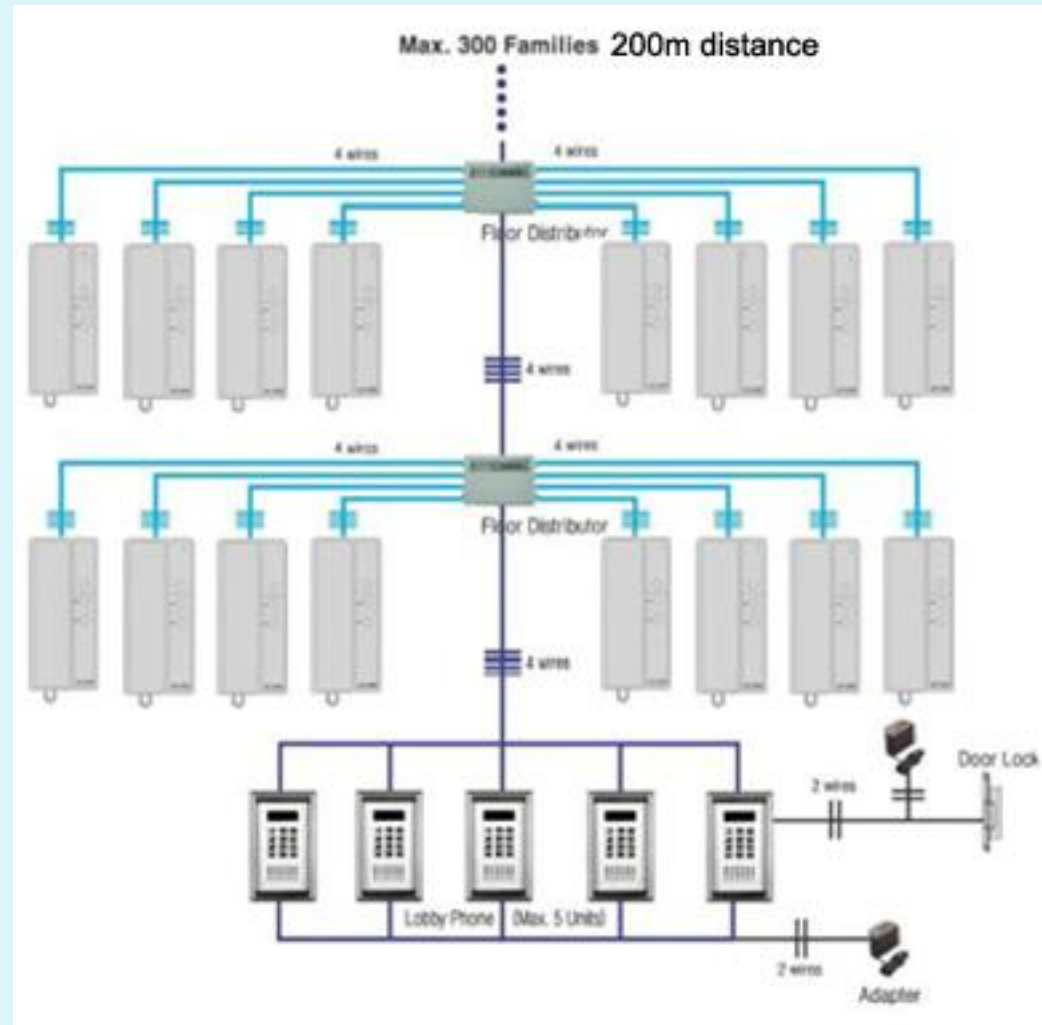 Max. 300 Families 200m distance
4 wires
4 wires
Floor Distributor
4 wires
4 wires
4 wires
Floor Distributor
4 wires
Door Lock
2 wires
Lobby Phone (Max. 5 Units)
2 wires
Adapter